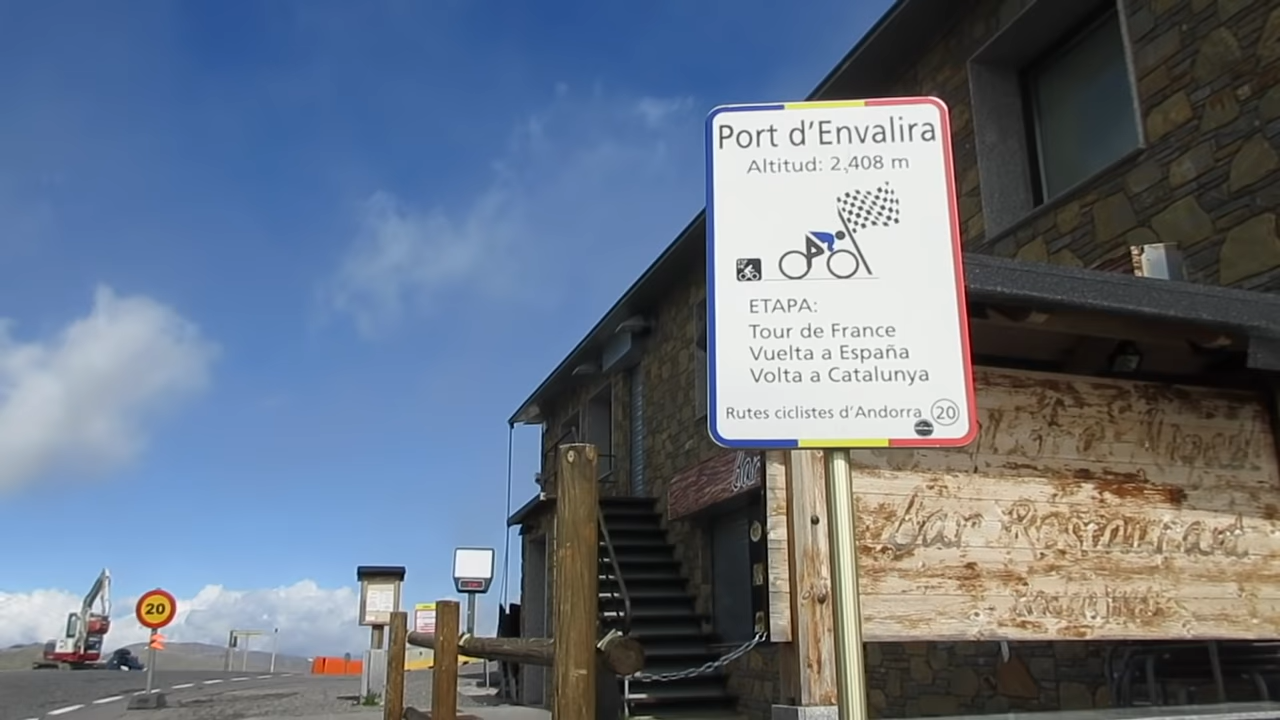 Port d'Envalira
Altitud: 2,408 m
ETAPA:
Tour de France
Vuelta a España
Volta a Catalunya
Rutes ciclistes d'Andorra 20
bar
Bar Restaurant
20